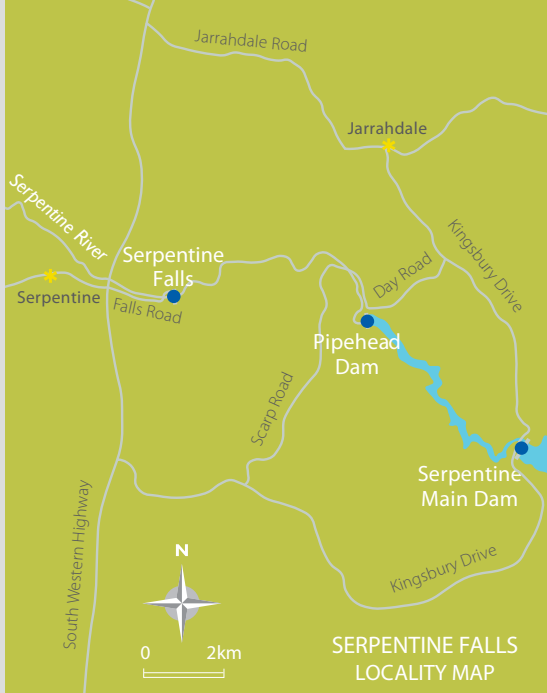 Jarrahdale Road
Jarrahdale
Serpentine River
Kingsbury Drive
Serpentine
Falls
Day Road
Serpentine
Falls Road
Pipehead
Dam
Scarp Road
Serpentine
Main Dam
South Western Highway
N
Kingsbury Drive
0 2km
SERPENTINE FALLS
LOCALITY MAP